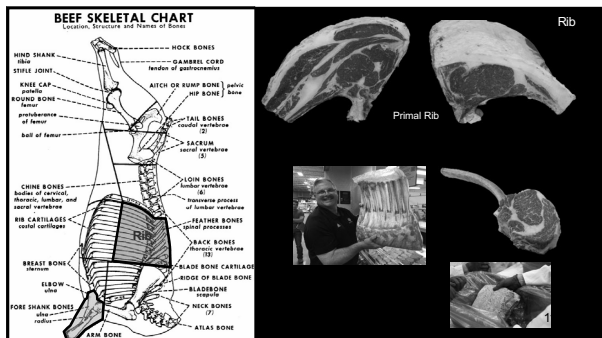 BEEF SKELETAL CHART
Location, Structure and Names of Bones
HOCK BONES
HIND SHANK
tibia
GAMBREL CORD
tendon of gastrocnemius
STIFLE JOINT
KNEE CAP
patella
AITCH OR RUMP BONE
HIP BONE
pelvic
bone
ROUND BONE
femur
protuberance
of femur
TAIL BONES
caudal vertebrae
(2)
ball of femur
SACRUM
sacral vertebrae
(5)
LOIN BONES
lumbar vertebrae
(6)
CHINE BONES
bodies of cervical,
thoracic, lumbar, and
sacral vertebrae
transverse process
of lumbar vertebrae
RIB CARTILAGES
costal cartilages
FEATHER BONES
spinal processes
Rib
BACK BONES
thoracic vertebrae
(13)
BREAST BONE
sternum
BLADE BONE CARTILAGE
RIDGE OF BLADE BONE
ELBOW
ulna
BLADEBONE
scapula
FORE SHANK BONES
ulna
radius
NECK BONES
(7)
ATLAS BONE
ARM BONE
Rib
Primal Rib
1